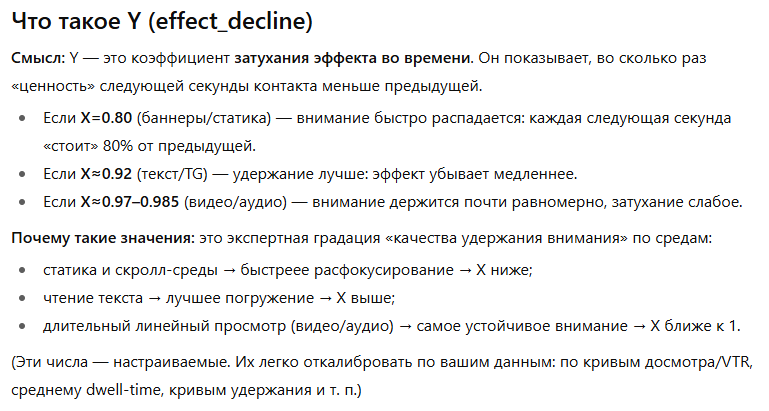 Что такое Y (effect_decline)
Смысл: Y — это коэффициент затухания эффекта во времени. Он показывает, во сколько раз
«ценность» следующей секунды контакта меньше предыдущей.
• Если X=0.80 (баннеры/статика) — внимание быстро распадается: каждая следующая секунда
«стоит» 80% от предыдущей.
• Если X≈0.92 (текст/TG) — удержание лучше: эффект убывает медленнее.
• Если X≈0.97–0.985 (видео/аудио) — внимание держится почти равномерно, затухание слабое.
Почему такие значения: это экспертная градация «качества удержания внимания» по средам:
• статика и скролл-среды → быстреее расфокусирование → X ниже;
• чтение текста → лучшее погружение → X выше;
• длительный линейный просмотр (видео/аудио) → самое устойчивое внимание → X ближе к 1.
(Эти числа — настраиваемые. Их легко откалибровать по вашим данным: по кривым досмотра/VTR,
среднему dwell-time, кривым удержания и т. п.)